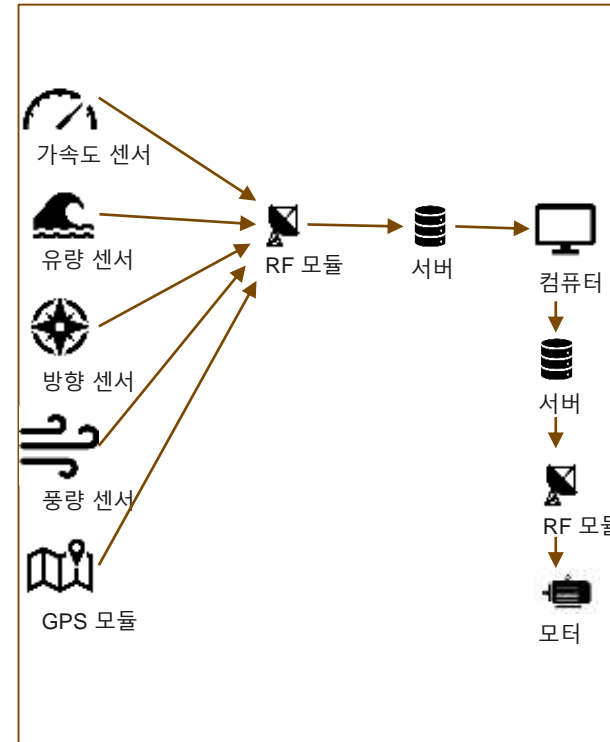 가속도 센서
유량 센서
방향 센서
풍량 센서
GPS 모듈
RF 모듈
서버
컴퓨터
서버
RF 모듈
모터